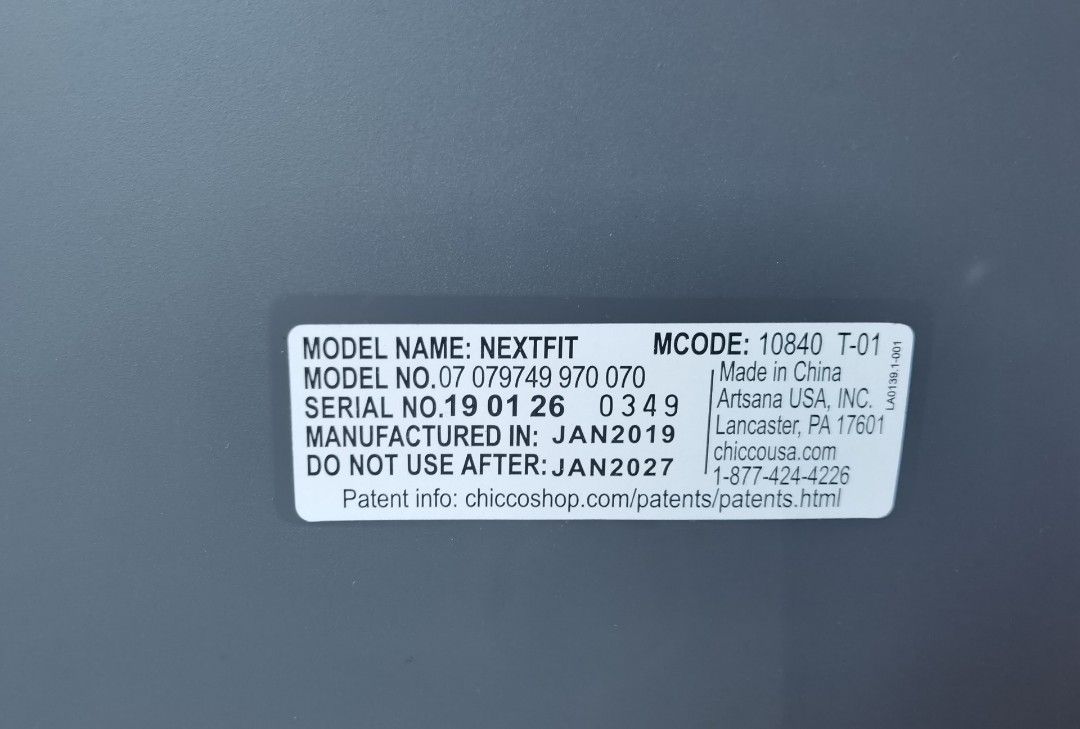 MODEL NAME: NEXTFIT
MCODE: 10840 T-01
MODEL NO.07 079749 970 070
SERIAL NO.19 01 26 0349
MANUFACTURED IN: JAN2019
DO NOT USE AFTER: JAN2027
Made in China
Artsana USA, INC.
Lancaster, PA 17601
chiccousa.com
1-877-424-4226
LA0139.1-001
Patent info: chiccoshop.com/patents/patents.html